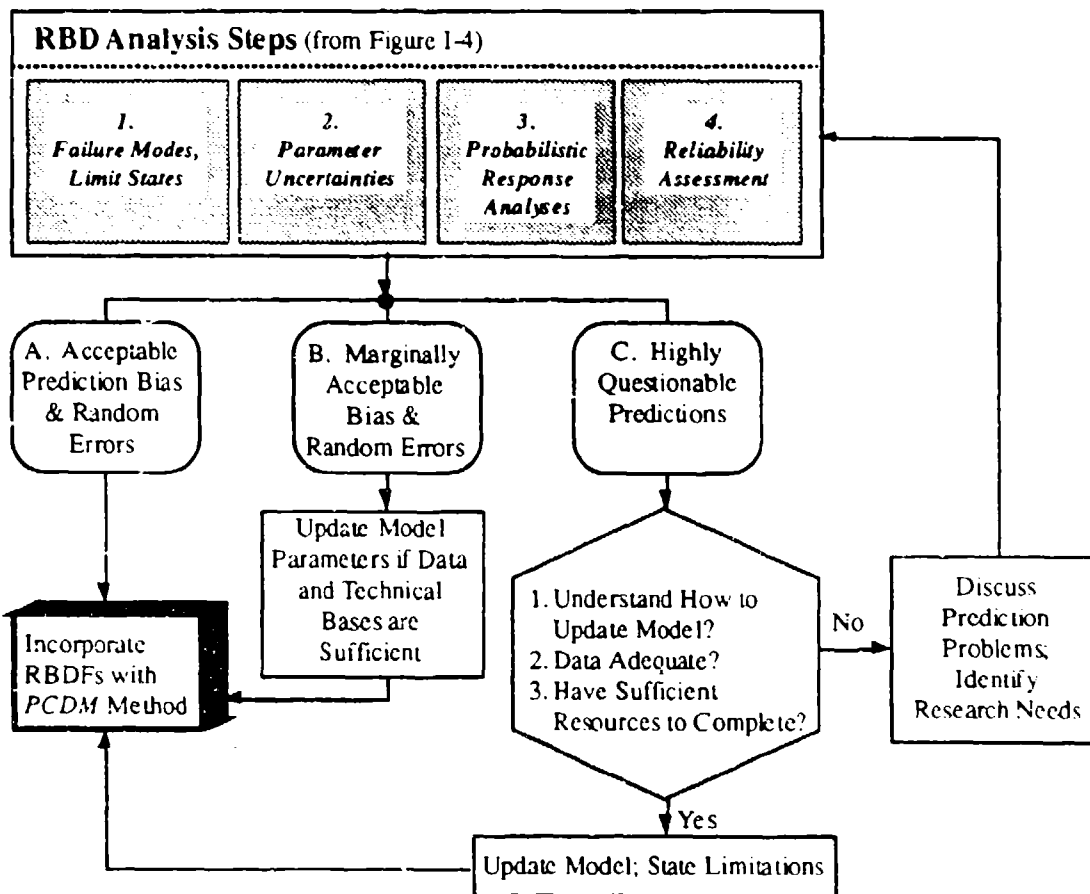 RBD Analysis Steps (from Figure 1-4)
1.
Failure Modes,
Limit States
2.
Parameter
Uncertainties
3.
Probabilistic
Response
Analyses
4.
Reliability
Assessment
A. Acceptable
Prediction Bias
& Random
Errors
B. Marginally
Acceptable
Bias &
Random Errors
C. Highly
Questionable
Predictions
Update Model
Parameters if Data
and Technical
Bases are
Sufficient
Incorporate
RBDFs with
PCDM Method
1. Understand How to
Update Model?
2. Data Adequate?
3. Have Sufficient
Resources to Complete?
No
Discuss
Prediction
Problems;
Identify
Research Needs
Yes
Update Model; State Limitations